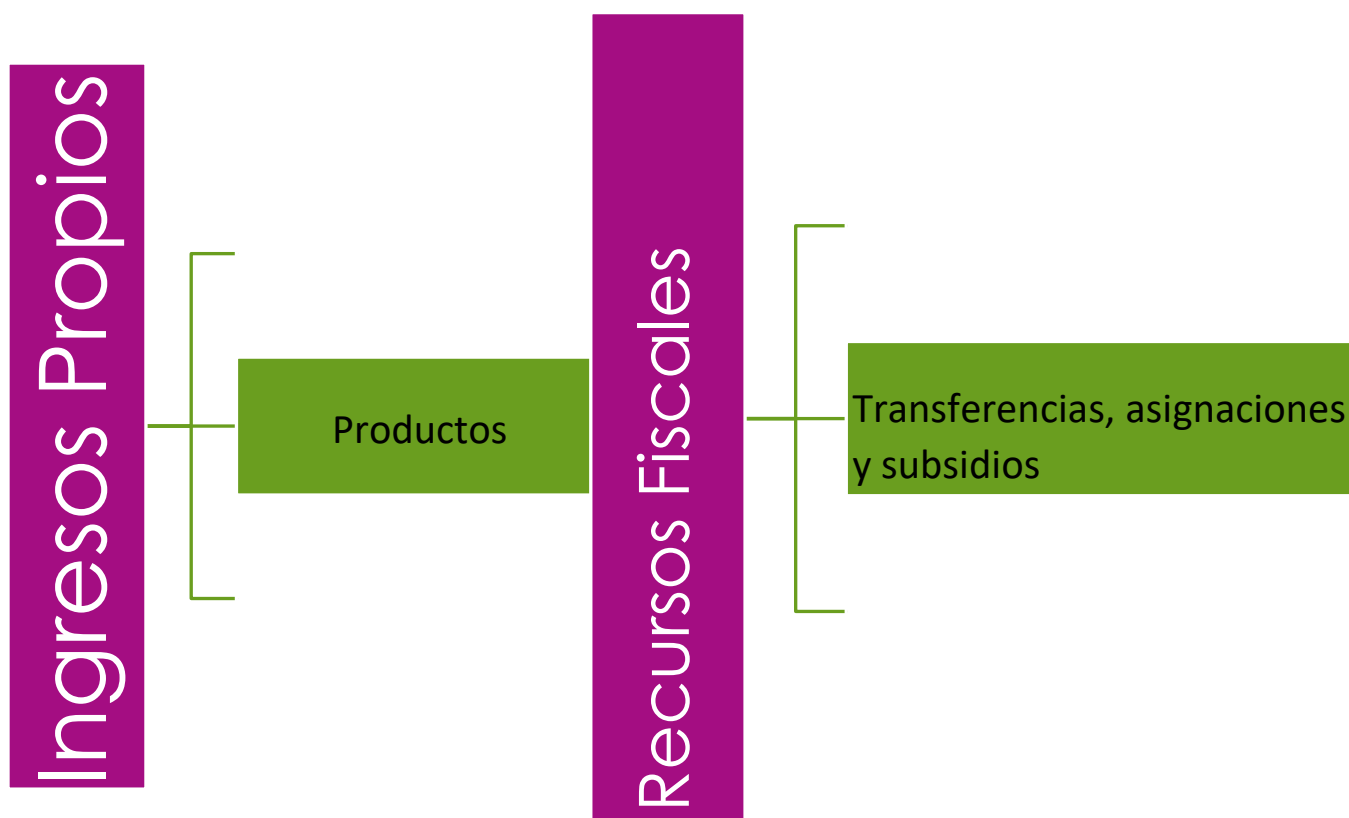 Ingresos Propios
Productos
Recursos Fiscales
Transferencias, asignaciones
y subsidios